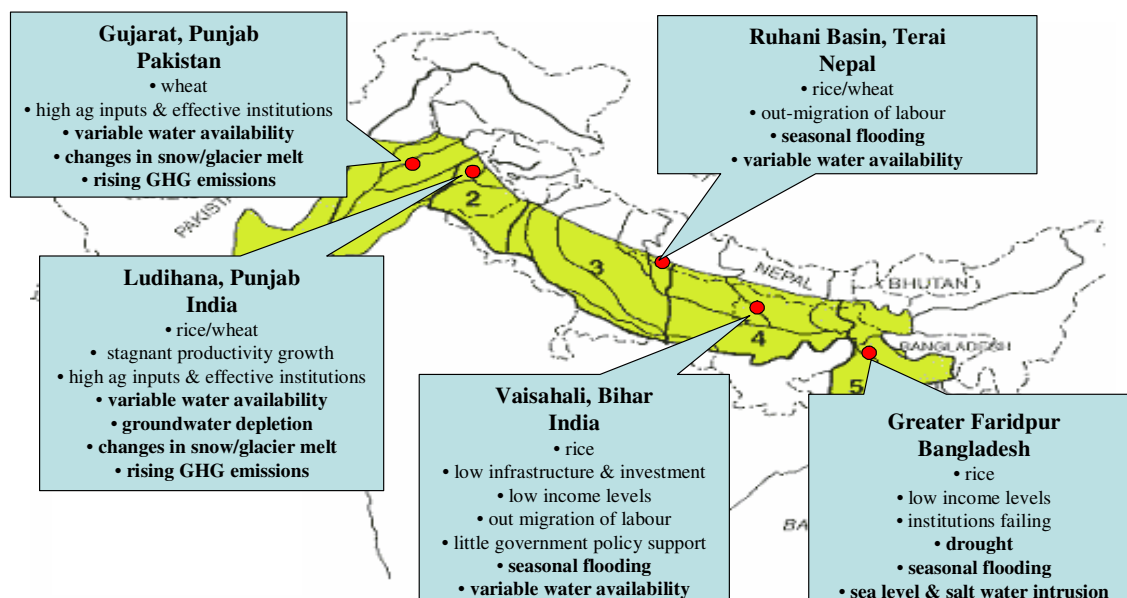 Gujarat, Punjab
Pakistan
• wheat
• high ag inputs & effective institutions
• variable water availability
• changes in snow/glacier melt
• rising GHG emissions
Ruhani Basin, Terai
Nepal
• rice/wheat
• out-migration of labour
• seasonal flooding
• variable water availability
2
3
4
5
NEPAL
BHUTAN
BANGLADESH
Ludihana, Punjab
India
• rice/wheat
• stagnant productivity growth
• high ag inputs & effective institutions
• variable water availability
• groundwater depletion
• changes in snow/glacier melt
• rising GHG emissions
Vaisahali, Bihar
India
• rice
• low infrastructure & investment
• low income levels
• out migration of labour
• little government policy support
• seasonal flooding
• variable water availability
Greater Faridpur
Bangladesh
• rice
• low income levels
• institutions failing
• drought
• seasonal flooding
• sea level & salt water intrusion